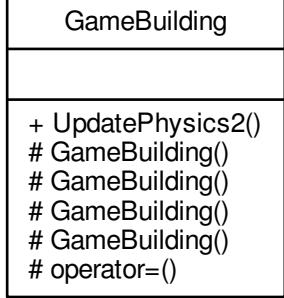 GameBuilding
+ UpdatePhysics2()
# GameBuilding()
# GameBuilding()
# GameBuilding()
# GameBuilding()
# operator=()